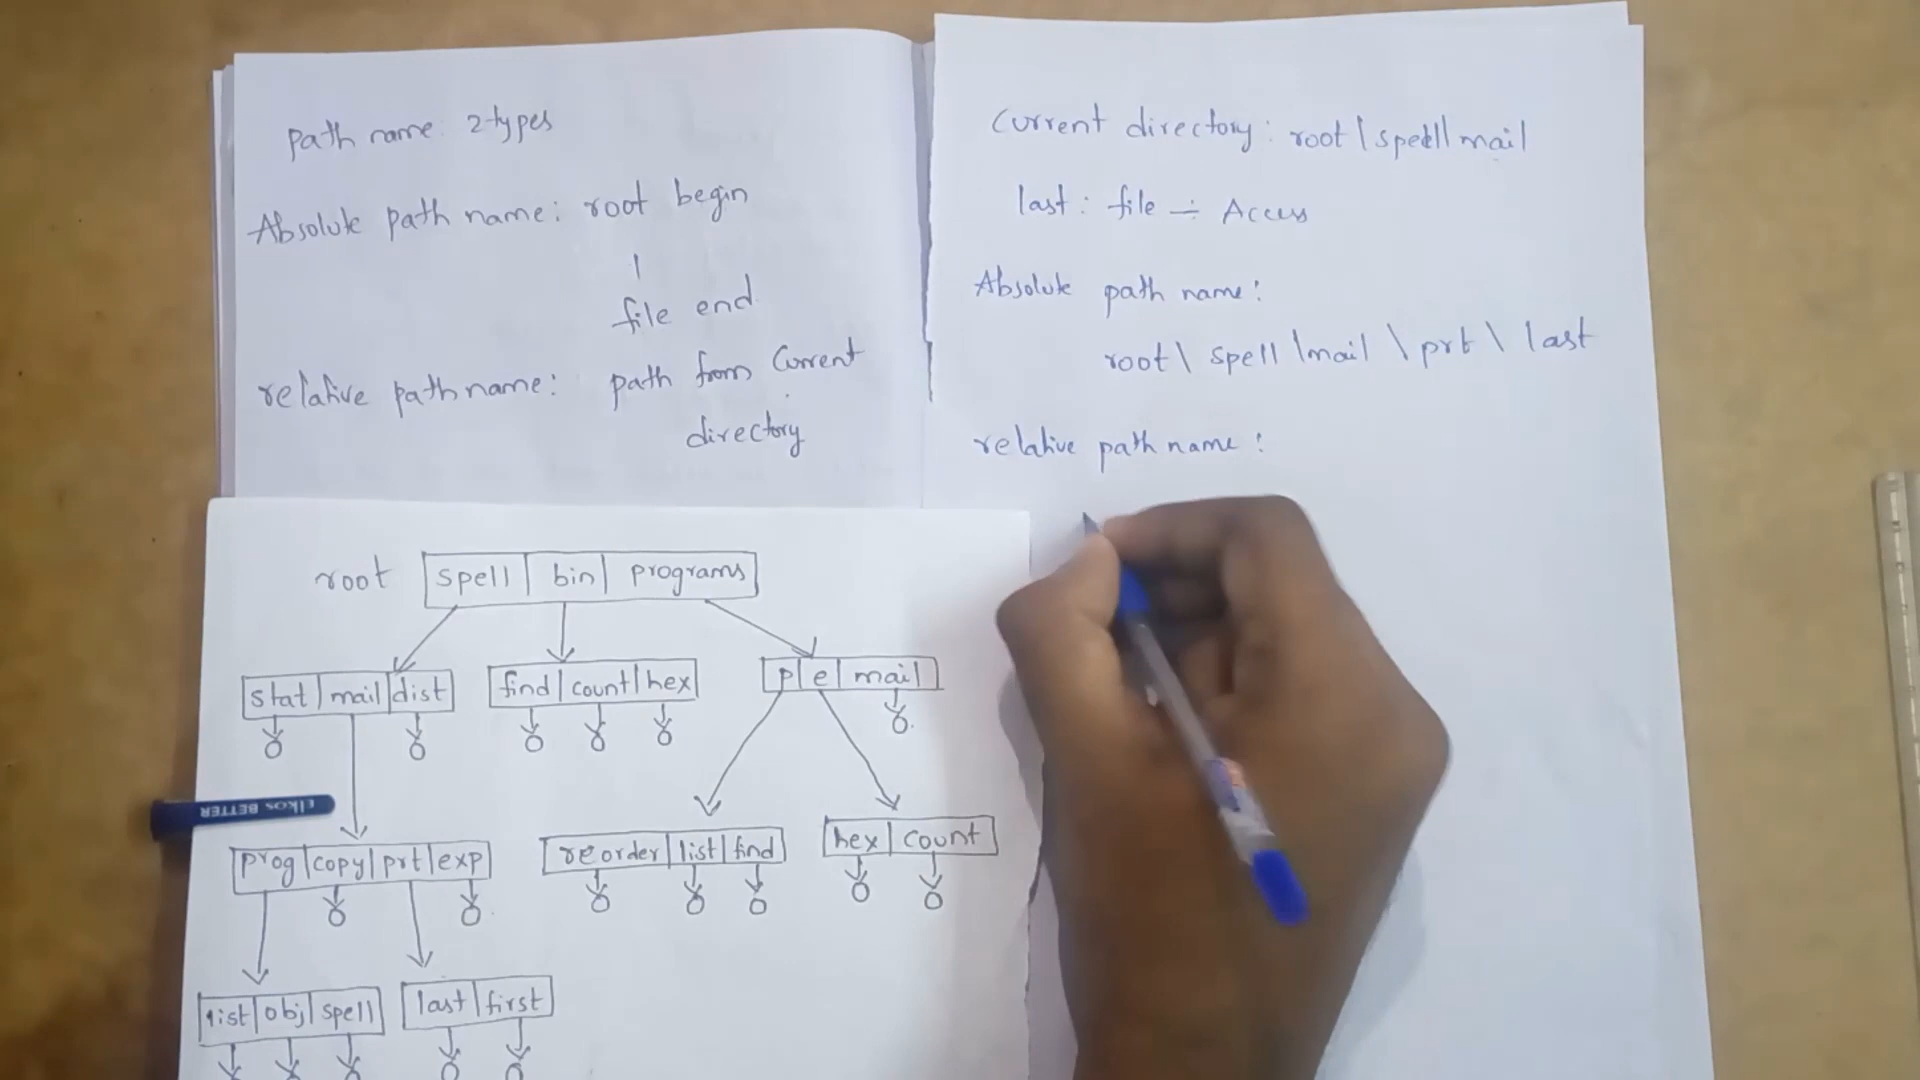 path name: 2 types
Absolute path name: root begin
|
file end
relative path name: path from Current
directory
Current directory: root | spell | mail
last: file ÷ Access
Absolute path name:
root \ spell \ mail \ prt \ last
relative path name:
root spell | bin | programs
stat | mail | dist
find | count | hex
p | e | mail
prog | copy | prt | exp
reorder | list | find
hex | count
list | obj | spell
last | first
elkos BETTER